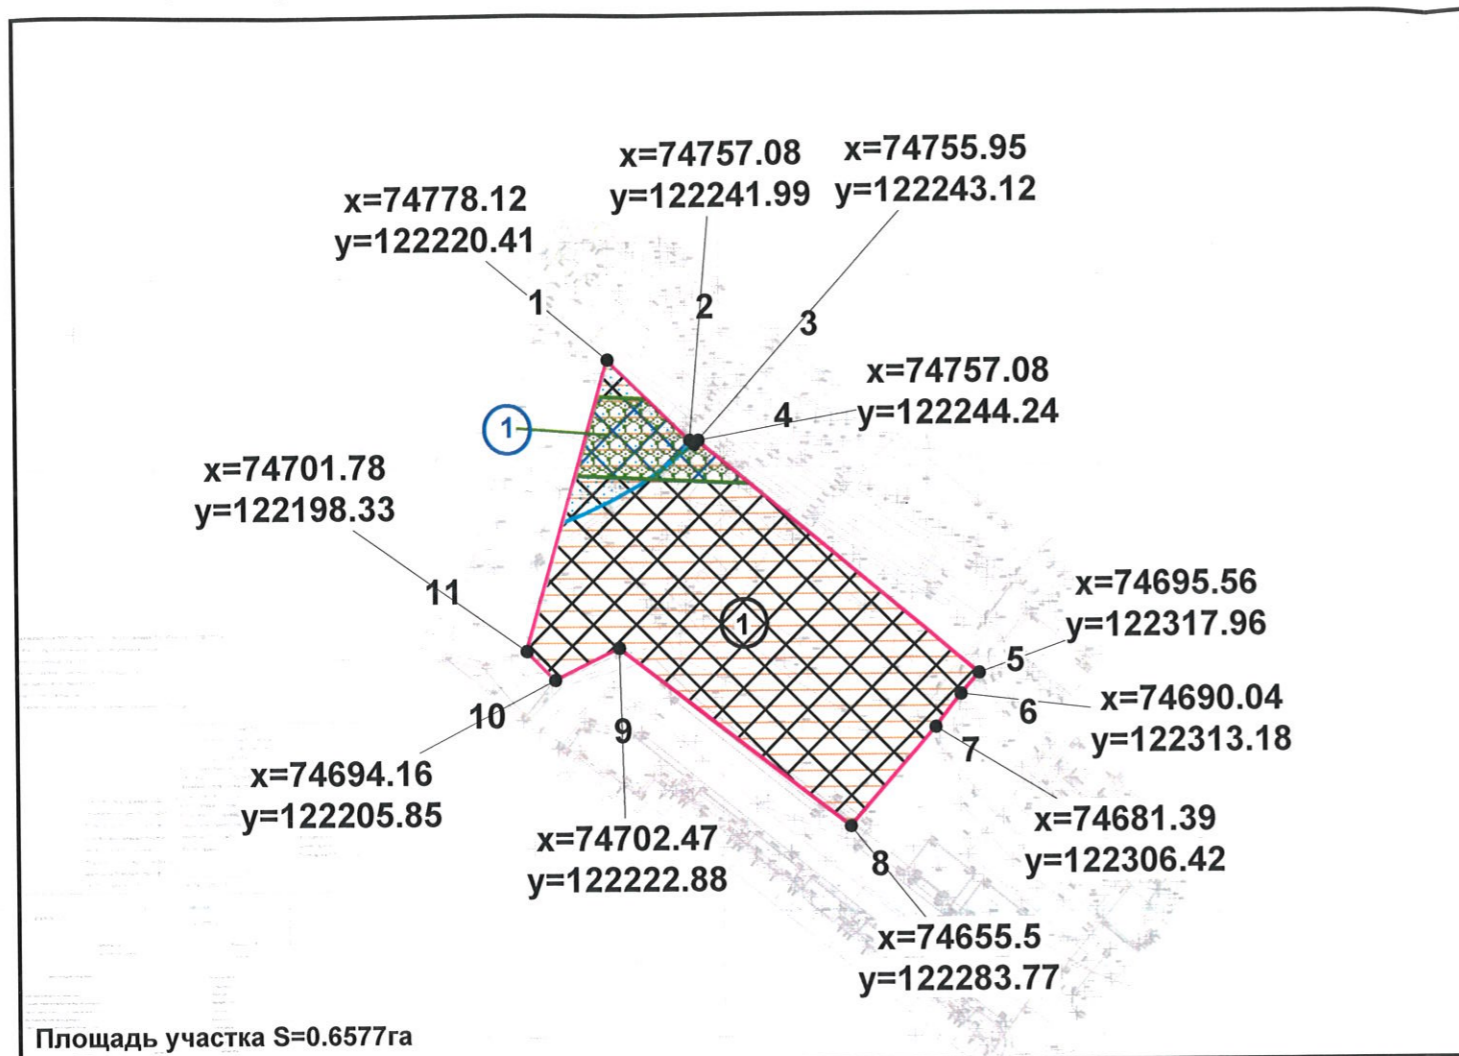 x=74757.08
y=122241.99
x=74755.95
y=122243.12
x=74778.12
y=122220.41
1
2
3
x=74757.08
y=122244.24
4
1
x=74701.78
y=122198.33
11
x=74695.56
y=122317.96
5
1
x=74690.04
y=122313.18
6
10
9
7
x=74694.16
y=122205.85
x=74681.39
y=122306.42
x=74702.47
y=122222.88
8
x=74655.5
y=122283.77
Площадь участка S=0.6577га